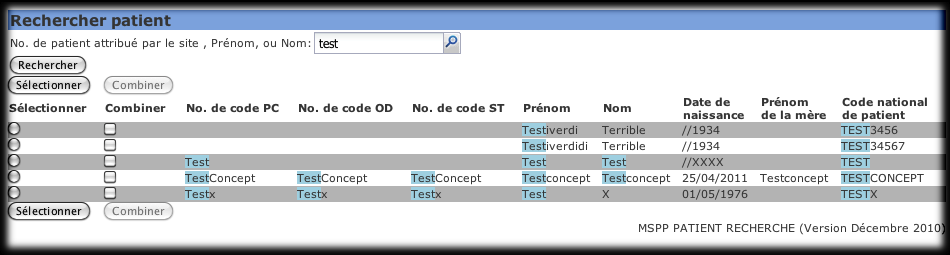 Rechercher patient
No. de patient attribué par le site , Prénom, ou Nom: test
Rechercher
Sélectionner Combiner
Sélectionner Combiner No. de code PC No. de code OD No. de code ST Prénom Nom Date de naissance Prénom de la mère Code national de patient
Testiverdi Terrible //1934 TEST3456
Testiverdidi Terrible //1934 TEST34567
Test Test Test //XXXX TEST
TestConcept TestConcept TestConcept Testconcept Testconcept 25/04/2011 Testconcept TESTCONCEPT
Testx Testx Testx Test X 01/05/1976 TESTX
Sélectionner Combiner
MSPP PATIENT RECHERCHE (Version Décembre 2010)